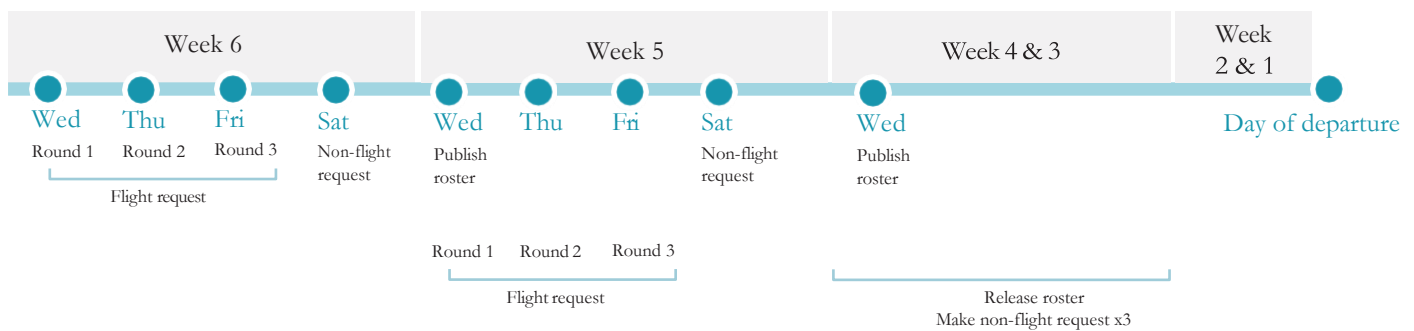 Week 6
Week 5
Week 4 & 3
Week
2 & 1
Wed
Thu
Fri
Sat
Wed
Thu
Fri
Sat
Wed
Day of departure
Round 1
Round 2
Round 3
Non-flight
request
Flight request
Publish
roster
Non-flight
request
Publish
roster
Round 1
Round 2
Round 3
Flight request
Release roster
Make non-flight request x3